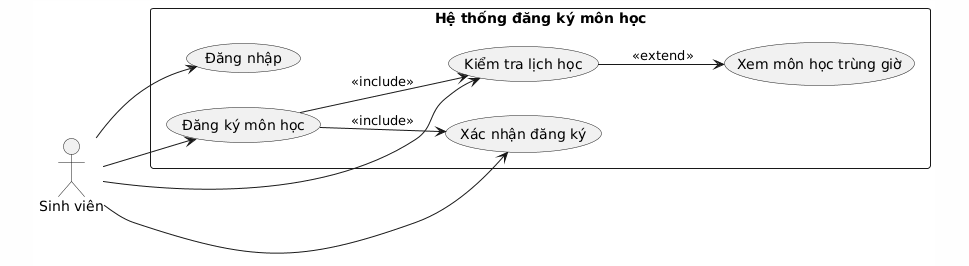 Hệ thống đăng ký môn học
Đăng nhập
Kiểm tra lịch học
«extend»
Xem môn học trùng giờ
«include»
Đăng ký môn học
«include»
Xác nhận đăng ký
Sinh viên